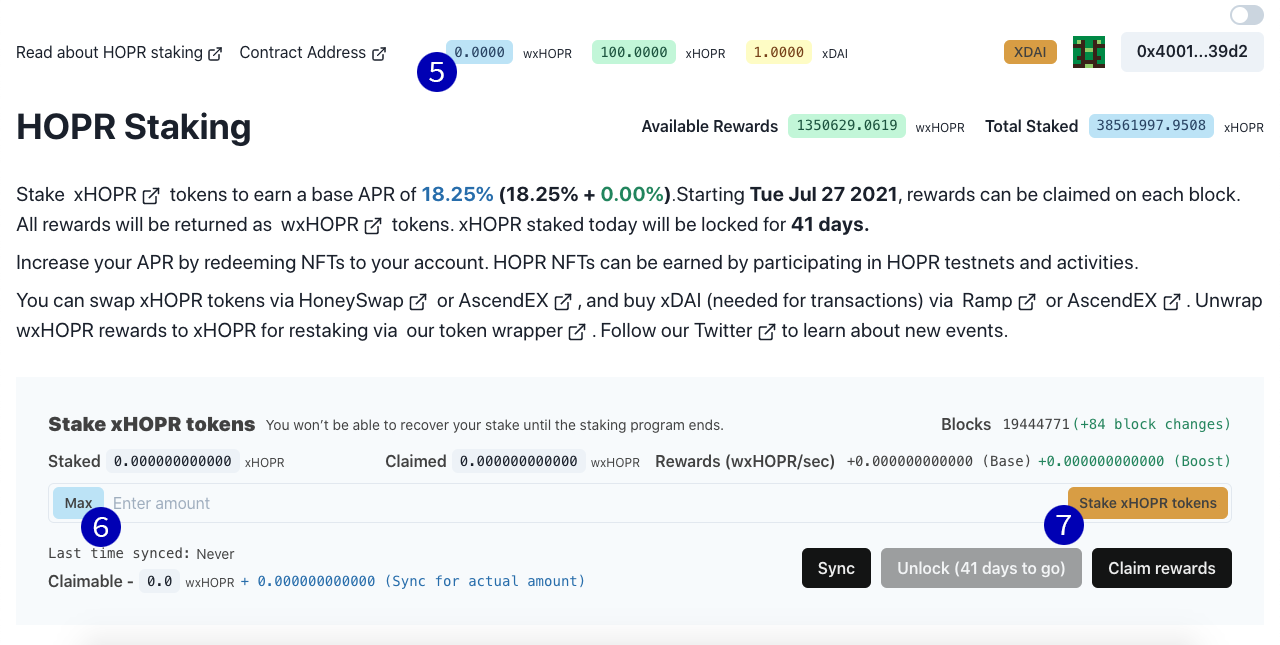 Read about HOPR staking Contract Address 5 0.0000 wxHOPR 100.0000 xHOPR 1.0000 xDAI XDAI 0x4001...39d2
HOPR Staking Available Rewards 1350629.0619 wxHOPR Total Staked 38561997.9508 xHOPR
Stake xHOPR tokens to earn a base APR of 18.25% (18.25% + 0.00%).Starting Tue Jul 27 2021, rewards can be claimed on each block.
All rewards will be returned as wxHOPR tokens. xHOPR staked today will be locked for 41 days.
Increase your APR by redeeming NFTs to your account. HOPR NFTs can be earned by participating in HOPR testnets and activities.
You can swap xHOPR tokens via HoneySwap or AscendEX , and buy xDAI (needed for transactions) via Ramp or AscendEX . Unwrap
wxHOPR rewards to xHOPR for restaking via our token wrapper . Follow our Twitter to learn about new events.
Stake xHOPR tokens You won't be able to recover your stake until the staking program ends. Blocks 19444771(+84 block changes)
Staked 0.000000000000 xHOPR Claimed 0.000000000000 wxHOPR Rewards (wxHOPR/sec) +0.000000000000 (Base) +0.000000000000 (Boost)
Max Enter amount Stake xHOPR tokens
6 7
Last time synced: Never
Claimable - 0.0 wxHOPR + 0.000000000000 (Sync for actual amount) Sync Unlock (41 days to go) Claim rewards